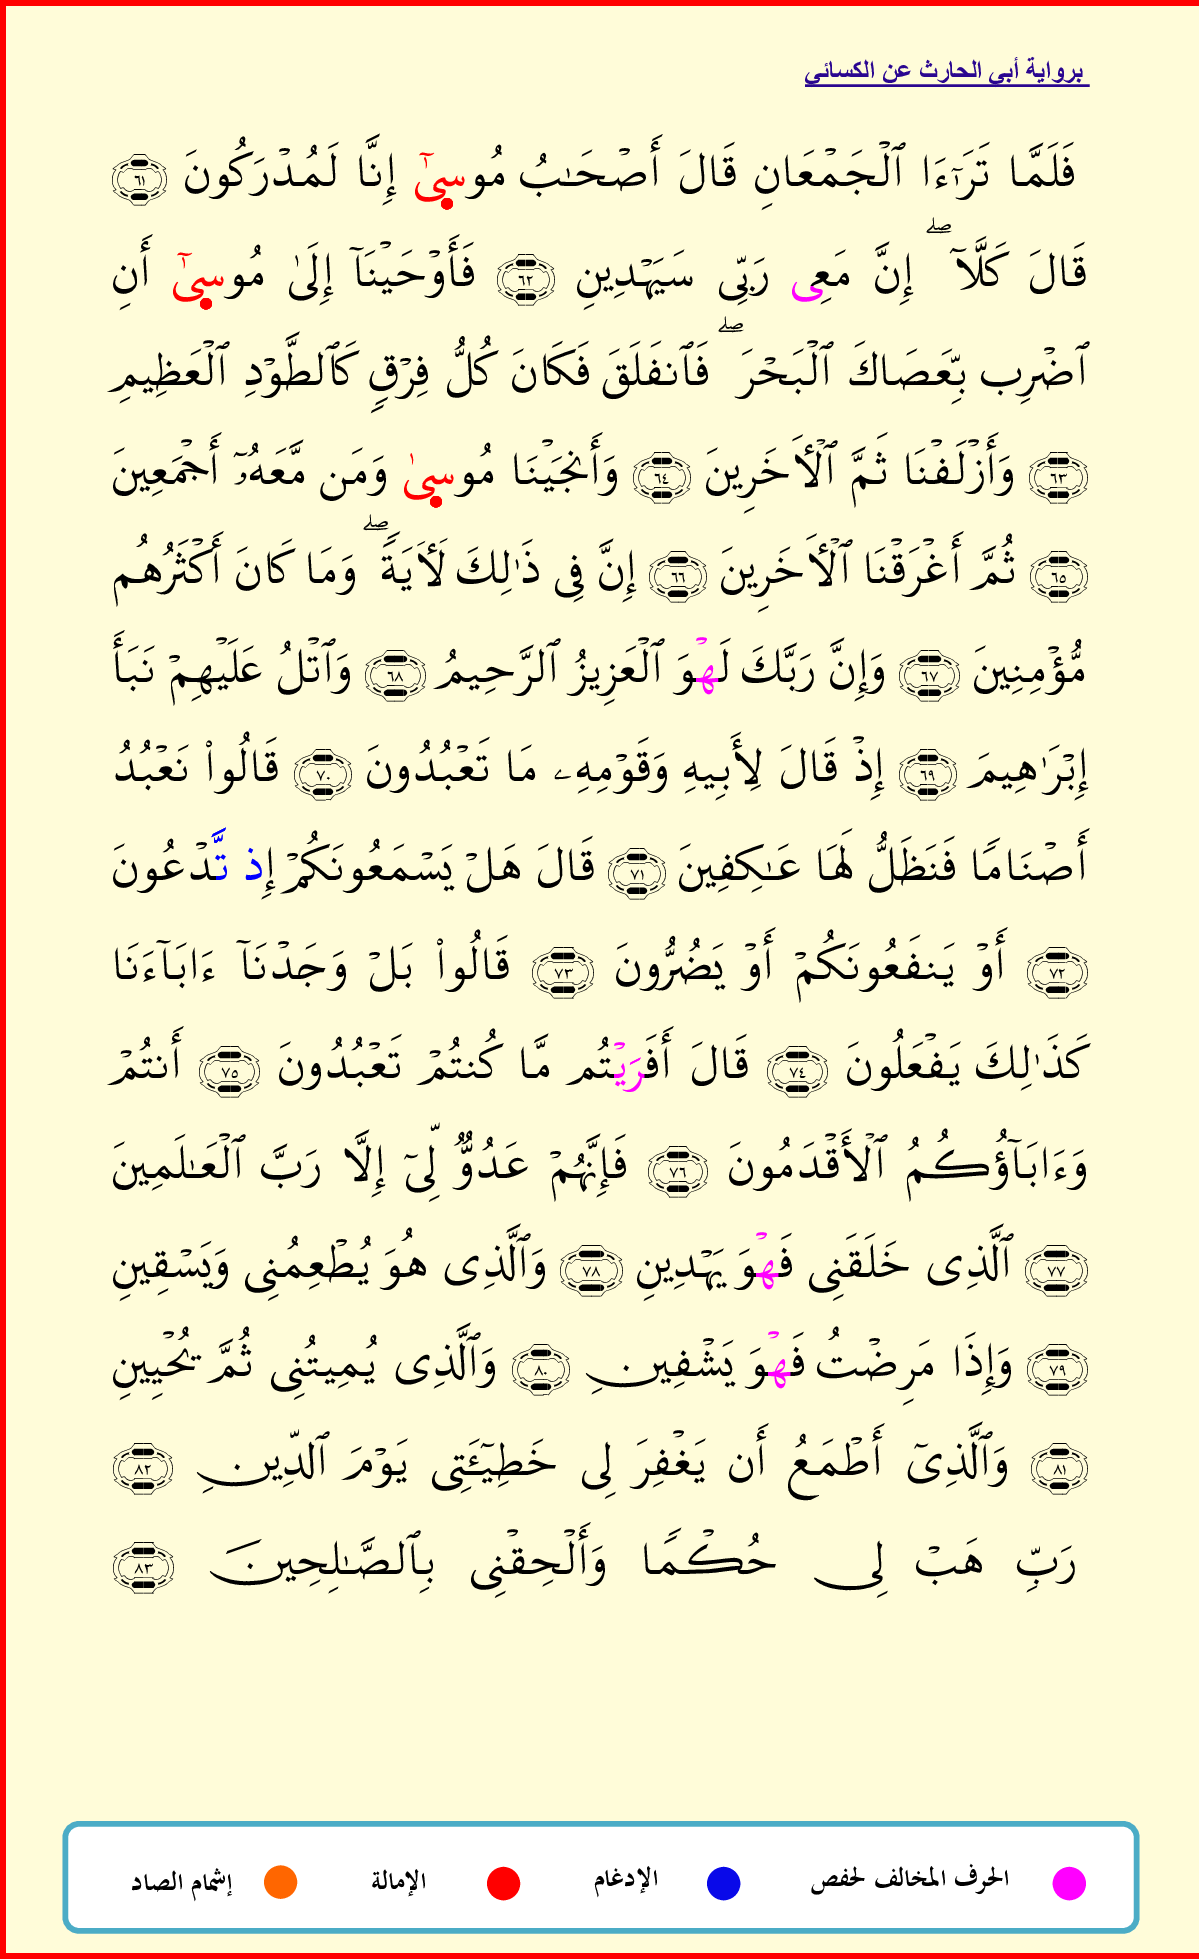 برواية أبي الحارث عن الكسائي
فَلَمَّا تَرَٰٓءَا ٱلۡجَمۡعَانِ قَالَ أَصۡحَٰبُ مُوسىٰٓ إِنَّا لَمُدۡرَكُونَ ٦١
قَالَ كَلَّآۖ إِنَّ مَعِى رَبِّى سَيَهۡدِينِ ٦٢ فَأَوۡحَيۡنَآ إِلَىٰ مُوسىٰٓ أَنِ
ٱضۡرِب بِّعَصَاكَ ٱلۡبَحۡرَۖ فَٱنفَلَقَ فَكَانَ كُلُّ فِرۡقٖ كَٱلطَّوۡدِ ٱلۡعَظِيمِ
٦٣ وَأَزۡلَفۡنَا ثَمَّ ٱلۡأٓخَرِينَ ٦٤ وَأَنجَيۡنَا مُوسىٰ وَمَن مَّعَهُۥٓ أَجۡمَعِينَ
٦٥ ثُمَّ أَغۡرَقۡنَا ٱلۡأٓخَرِينَ ٦٦ إِنَّ فِى ذَٰلِكَ لَأٓيَةٗۖ وَمَا كَانَ أَكۡثَرُهُم
مُّؤۡمِنِينَ ٦٧ وَإِنَّ رَبَّكَ لَهۡوَ ٱلۡعَزِيزُ ٱلرَّحِيمُ ٦٨ وَٱتۡلُ عَلَيۡهِمۡ نَبَأَ
إِبۡرَٰهِيمَ ٦٩ إِذۡ قَالَ لِأَبِيهِ وَقَوۡمِهِۦ مَا تَعۡبُدُونَ ٧٠ قَالُواْ نَعۡبُدُ
أَصۡنَامٗا فَنَظَلُّ لَهَا عَٰكِفِينَ ٧١ قَالَ هَلۡ يَسۡمَعُونَكُمۡ إِذ تَّدۡعُونَ
٧٢ أَوۡ يَنفَعُونَكُمۡ أَوۡ يَضُرُّونَ ٧٣ قَالُواْ بَلۡ وَجَدۡنَآ ءَابَآءَنَا
كَذَٰلِكَ يَفۡعَلُونَ ٧٤ قَالَ أَفَرَيۡتُم مَّا كُنتُمۡ تَعۡبُدُونَ ٧٥ أَنتُمۡ
وَءَابَآؤُكُمُ ٱلۡأَقۡدَمُونَ ٧٦ فَإِنَّهُمۡ عَدُوّٞ لِّىٓ إِلَّا رَبَّ ٱلۡعَٰلَمِينَ
٧٧ ٱلَّذِى خَلَقَنِى فَهۡوَ يَهۡدِينِ ٧٨ وَٱلَّذِى هُوَ يُطۡعِمُنِى وَيَسۡقِينِ
٧٩ وَإِذَا مَرِضۡتُ فَهۡوَ يَشۡفِينِ ٨٠ وَٱلَّذِى يُمِيتُنِى ثُمَّ يُحۡيِينِ
٨١ وَٱلَّذِىٓ أَطۡمَعُ أَن يَغۡفِرَ لِى خَطِيٓـَٔتِى يَوۡمَ ٱلدِّينِ ٨٢
رَبِّ هَبۡ لِى حُكۡمٗا وَأَلۡحِقۡنِى بِٱلصَّٰلِحِينَ ٨٣
الحرف المخالف لحفص الإدغام الإمالة إشمام الصاد